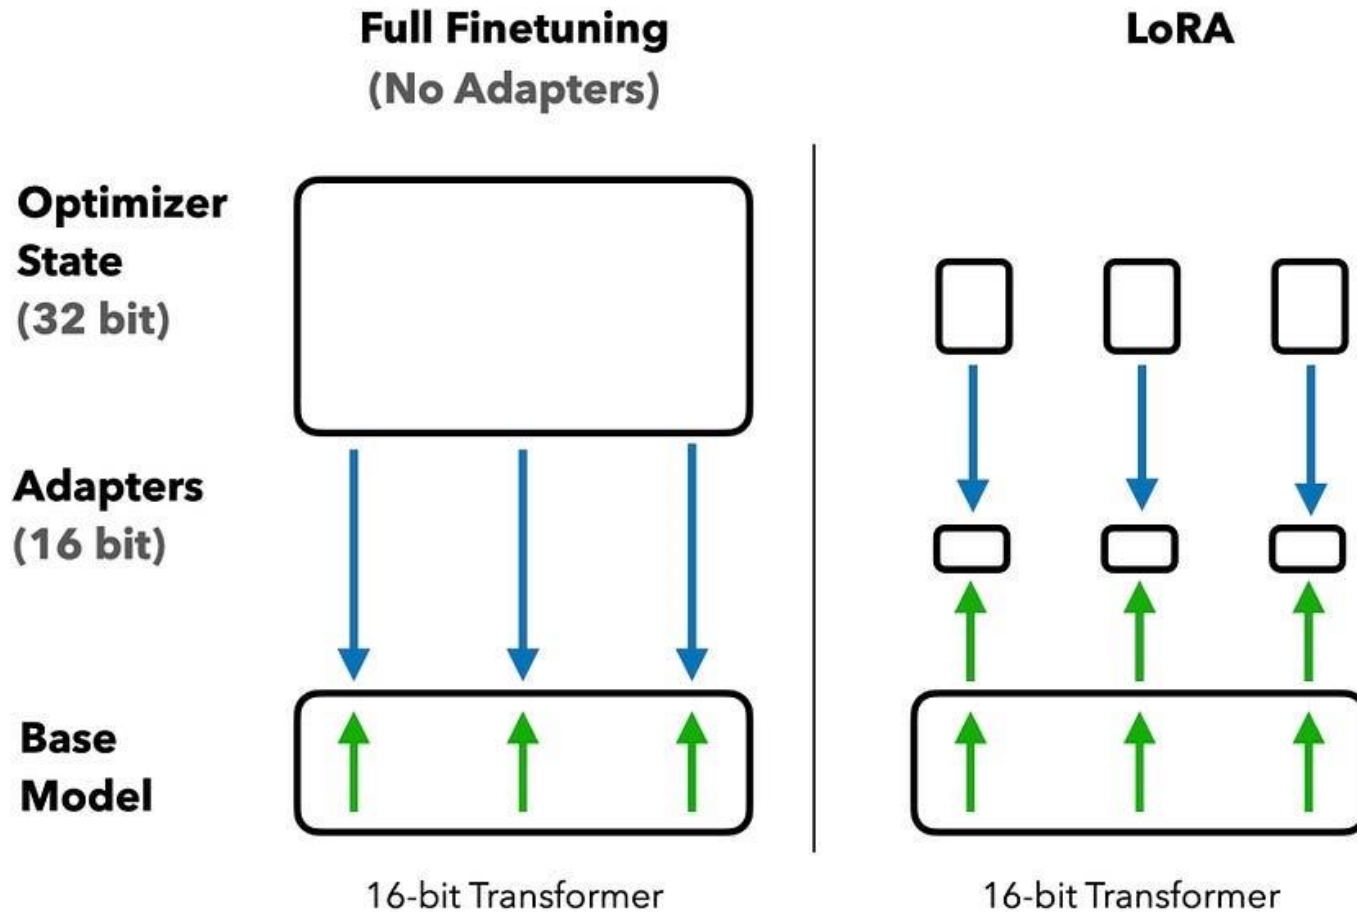 Full Finetuning
(No Adapters)
LoRA
Optimizer
State
(32 bit)
Adapters
(16 bit)
Base
Model
16-bit Transformer
16-bit Transformer